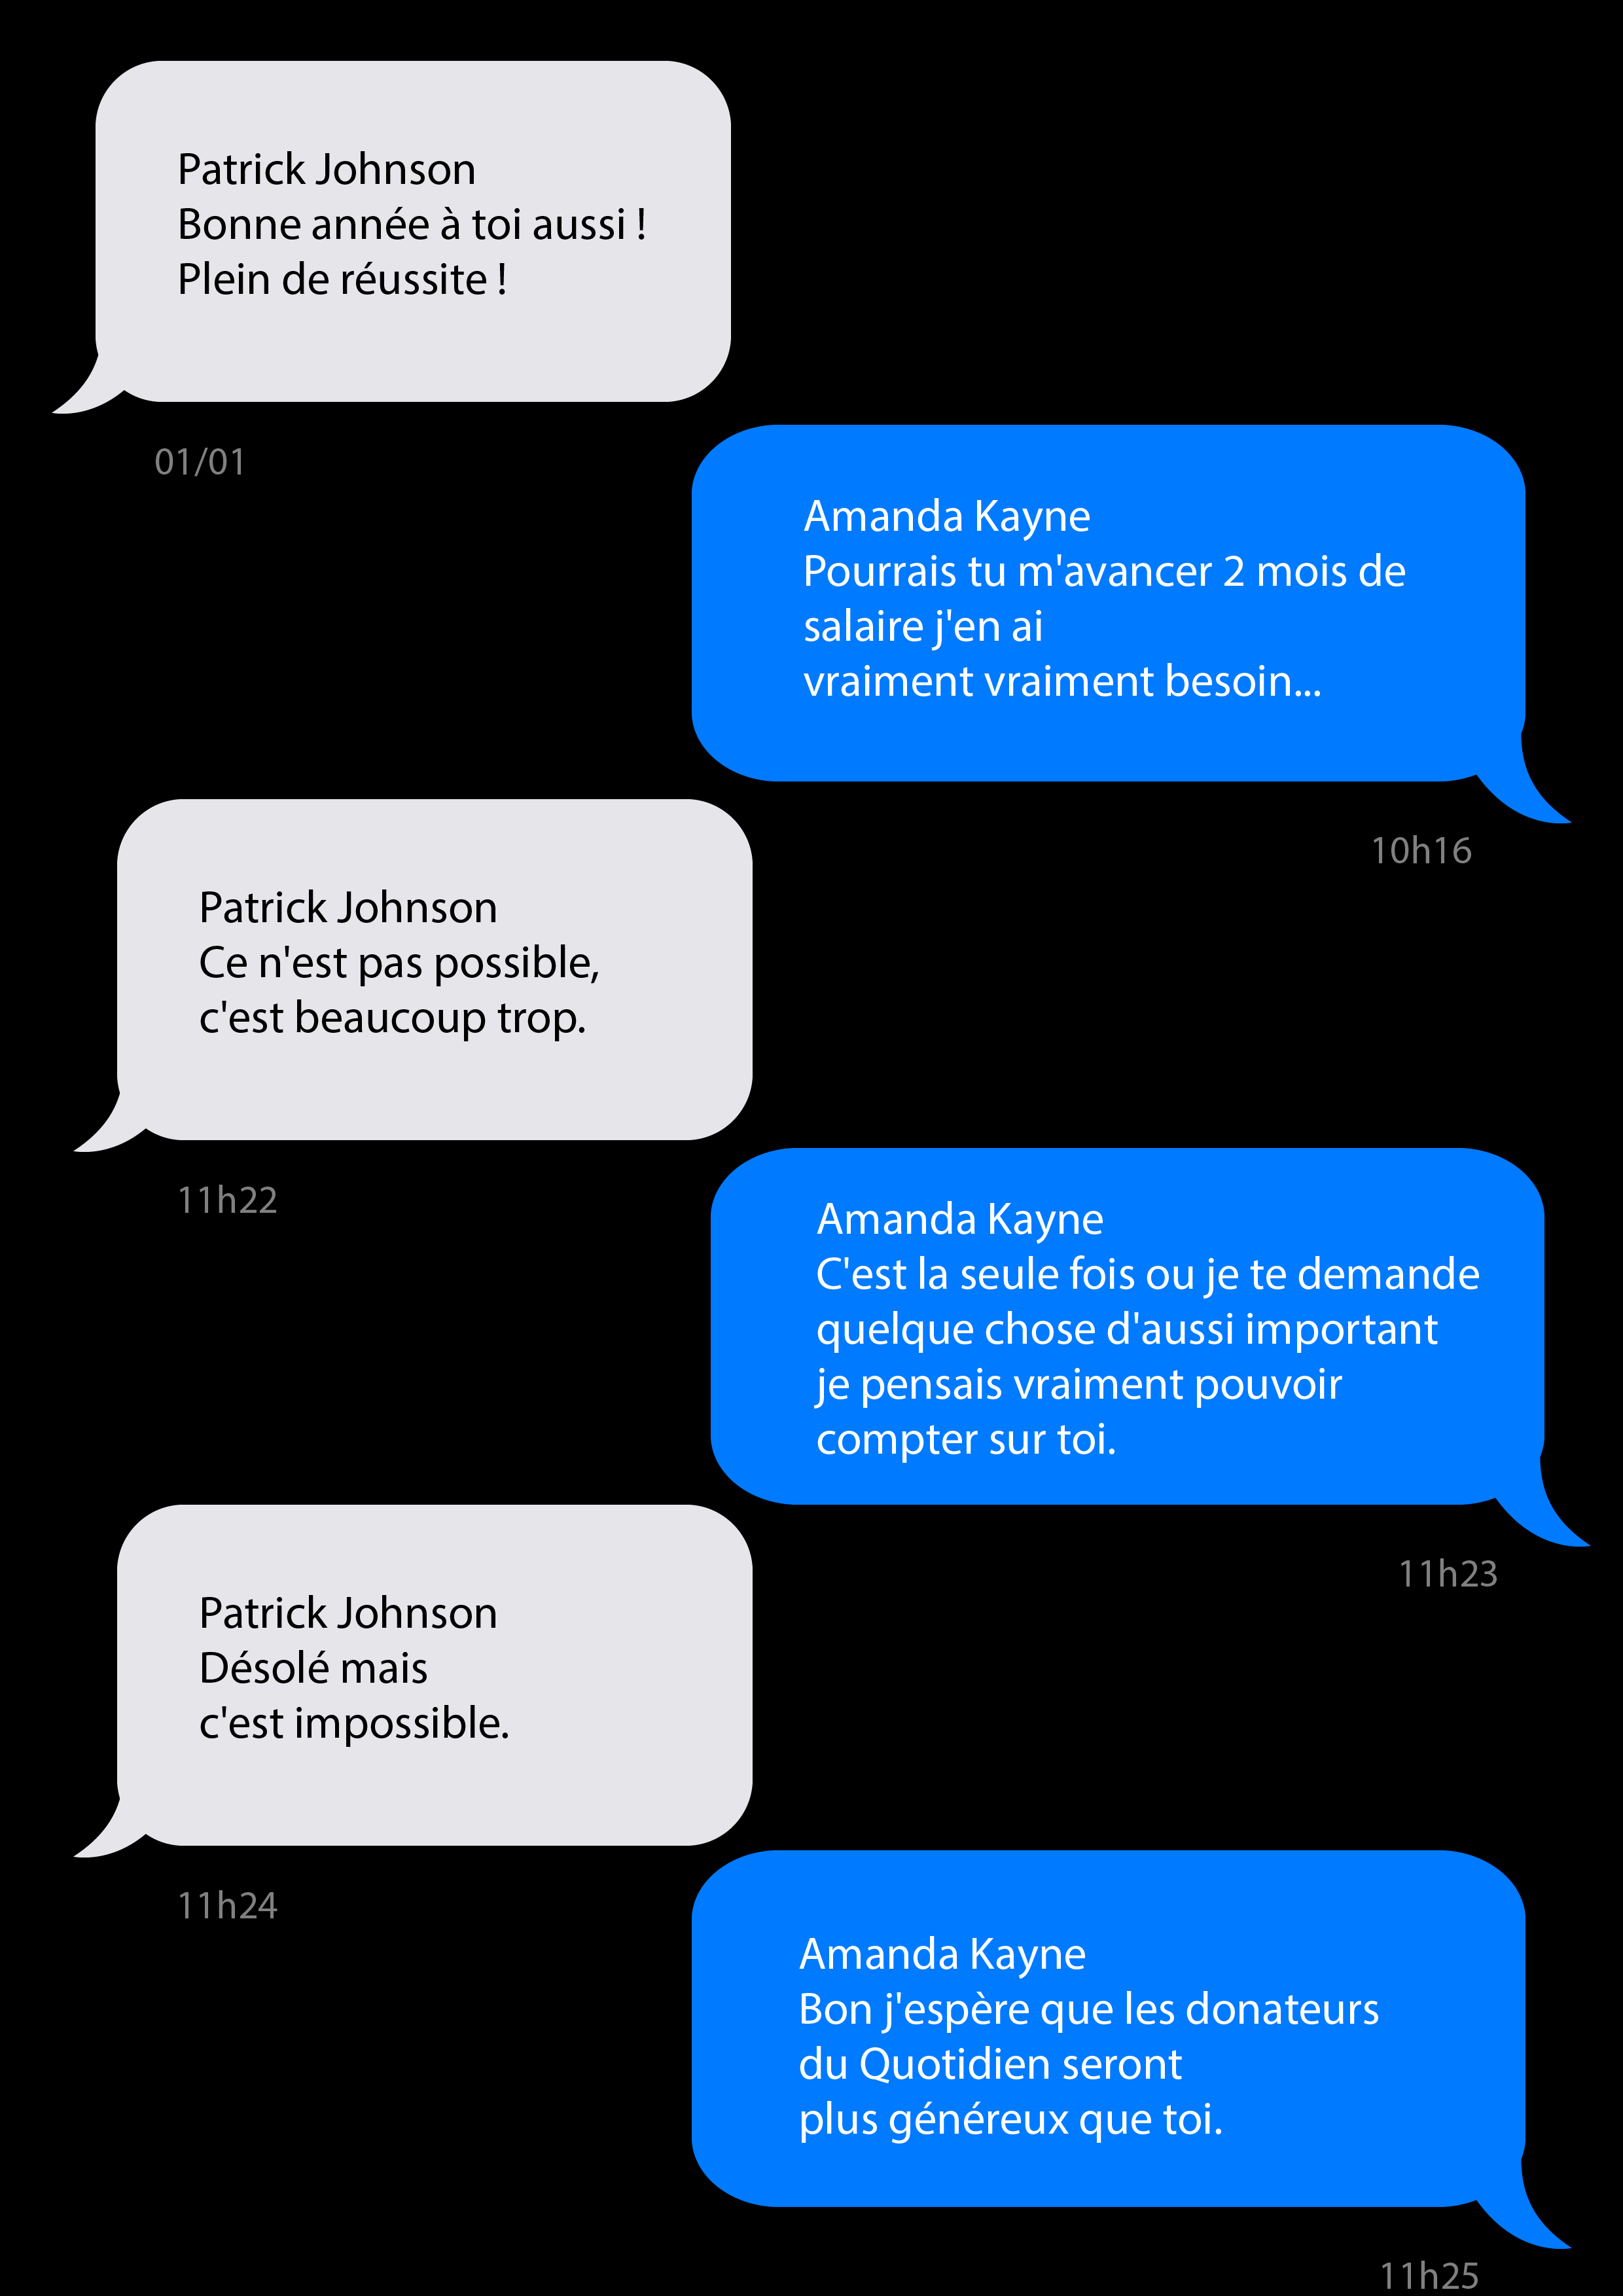 Patrick Johnson
Bonne année à toi aussi !
Plein de réussite !
01/01
Amanda Kayne
Pourrais tu m'avancer 2 mois de
salaire j'en ai
vraiment vraiment besoin...
10h16
Patrick Johnson
Ce n'est pas possible,
c'est beaucoup trop.
11h22
Amanda Kayne
C'est la seule fois ou je te demande
quelque chose d'aussi important
je pensais vraiment pouvoir
compter sur toi.
11h23
Patrick Johnson
Désolé mais
c'est impossible.
11h24
Amanda Kayne
Bon j'espère que les donateurs
du Quotidien seront
plus généreux que toi.
11h25